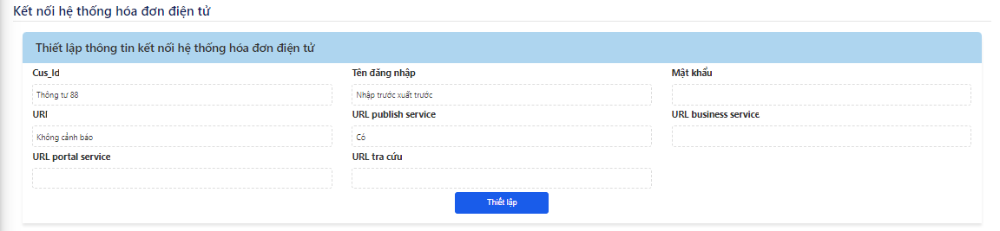 Kết nối hệ thống hóa đơn điện tử
Thiết lập thông tin kết nối hệ thống hóa đơn điện tử
Cus_Id Tên đăng nhập Mật khẩu
Thông tư 88 Nhập trước xuất trước
URI URL publish service URL business service
Không cảnh báo Có
URL portal service URL tra cứu
Thiết lập